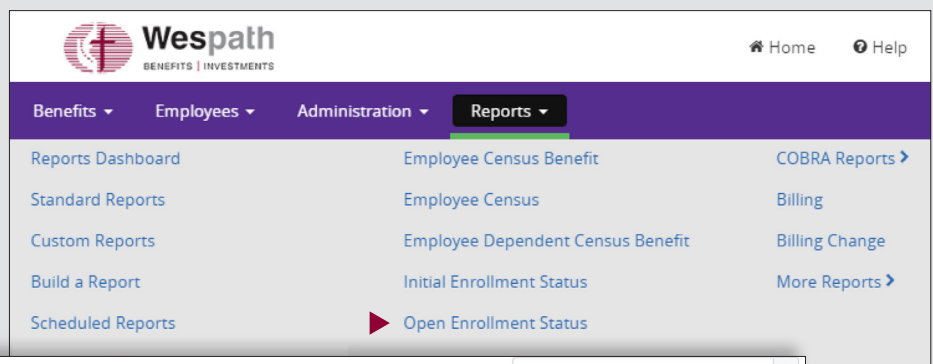 Wespath
BENEFITS | INVESTMENTS
Home Help
Benefits Employees Administration Reports
Reports Dashboard Employee Census Benefit COBRA Reports
Standard Reports Employee Census Billing
Custom Reports Employee Dependent Census Benefit Billing Change
Build a Report Initial Enrollment Status More Reports
Scheduled Reports Open Enrollment Status